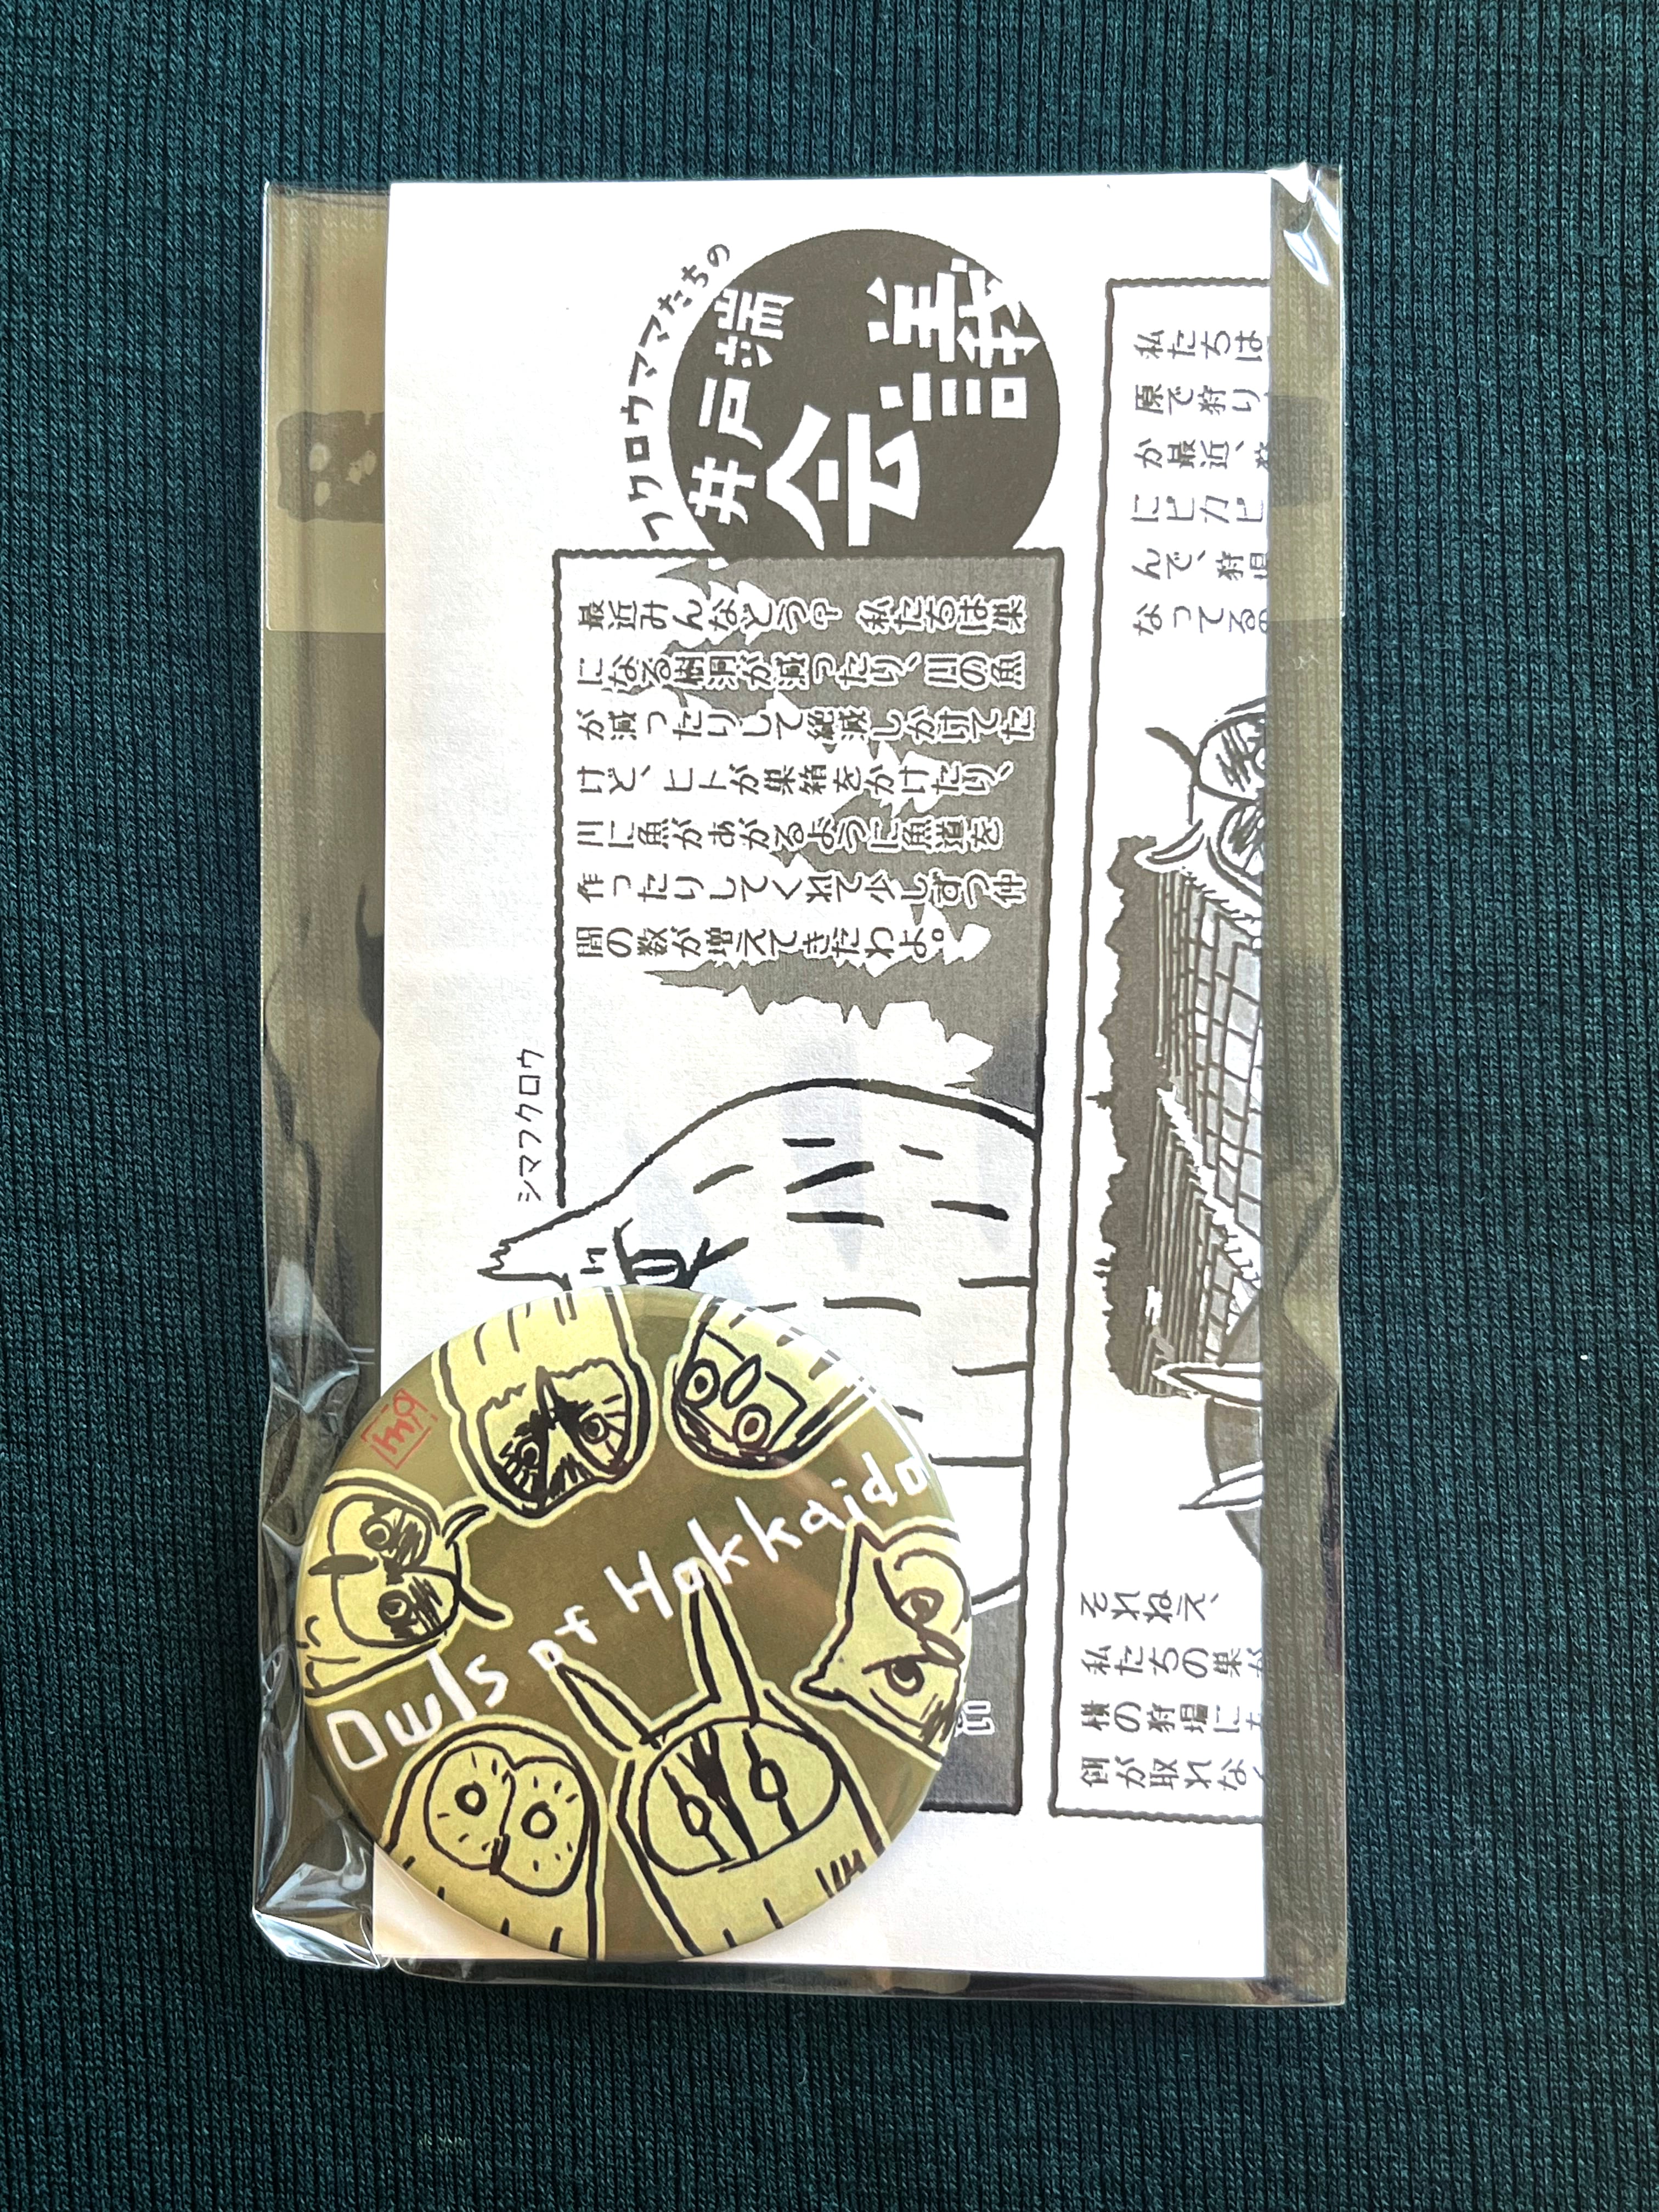 フクロウママたちの
井戸端
会議
最近みんなどう? 私たちは巣
になる樹洞が減ったり、川の魚
が減ったりして絶滅しかけてた
けど、ヒトが巣箱をかけたり、
川に魚があがるように魚道を
作ったりしてくれて少しずつ仲
間の数が増えてきたわよ。
シマフクロウ
私たちは
原で狩り
か最近、
にピカピ
んで、狩
なってる
それねえ、
私たちの巣が
横の狩場に
餌が取れな
Owls of Hokkaido